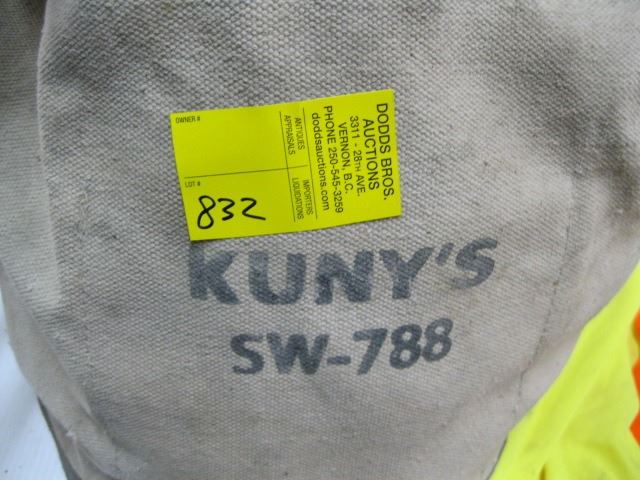 OWNER #
LOT #
832
ANTIQUES
APPRAISALS
IMPORTERS
LIQUIDATIONS
DODDS BROS.
AUCTIONS
3311 - 28TH AVE.
VERNON, B.C.
PHONE 250-545-3259
doddsauctions.com
KUNY'S
SW-788